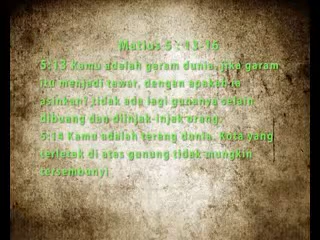 Matius 5 : 13-16
5:13 Kamu adalah garam dunia. Jika garam
itu menjadi tawar, dengan apakah ia
diasinkan? Tidak ada lagi gunanya selain
dibuang dan diinjak-injak orang.
5:14 Kamu adalah terang dunia. Kota yang
terletak di atas gunung tidak mungkin
tersembunyi